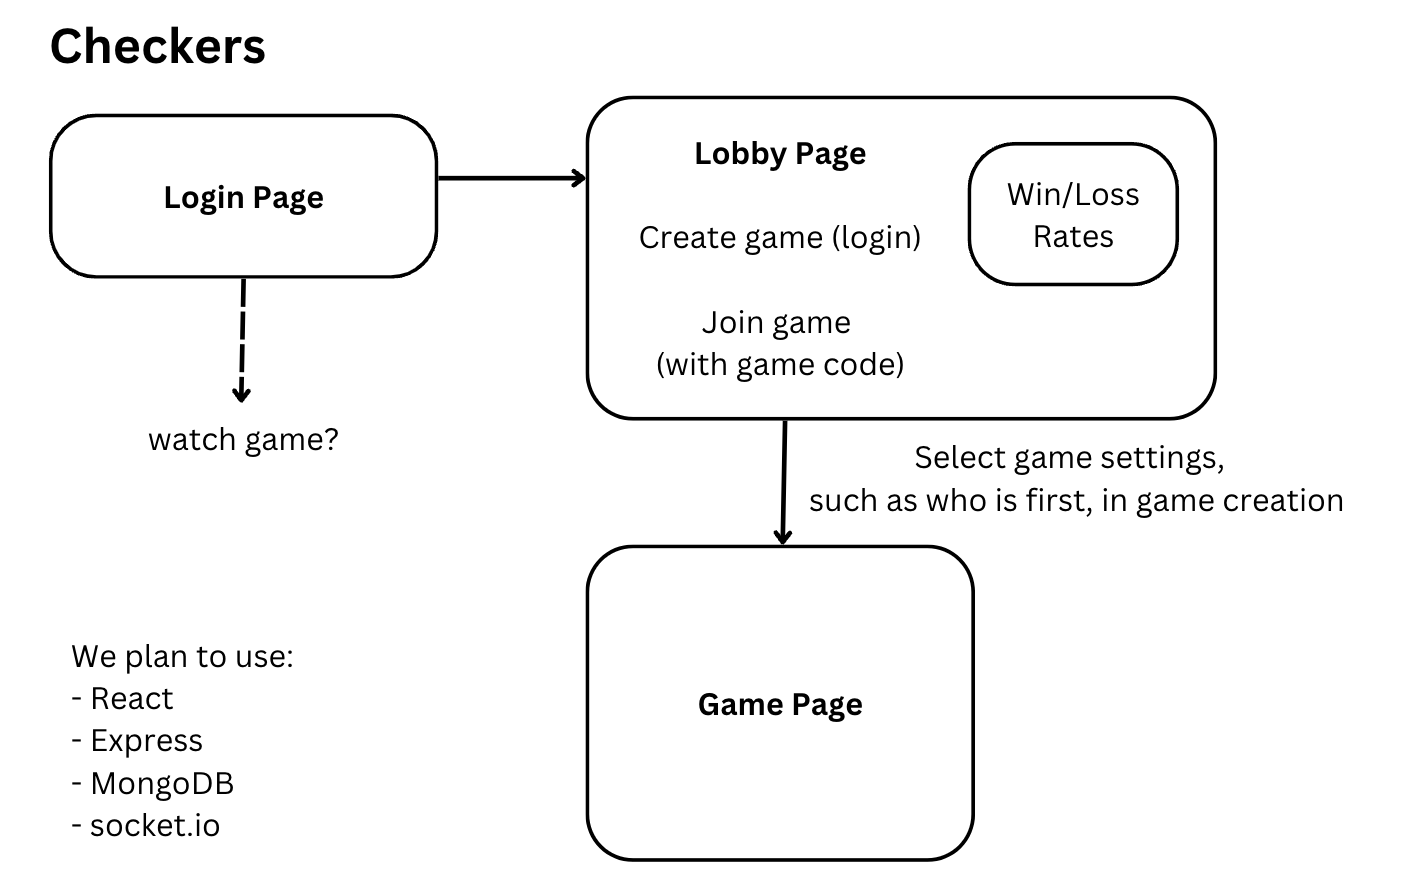 Checkers
Login Page
watch game?
Lobby Page
Create game (login)
Join game
(with game code)
Win/Loss
Rates
Select game settings,
such as who is first, in game creation
Game Page
We plan to use:
- React
- Express
- MongoDB
- socket.io